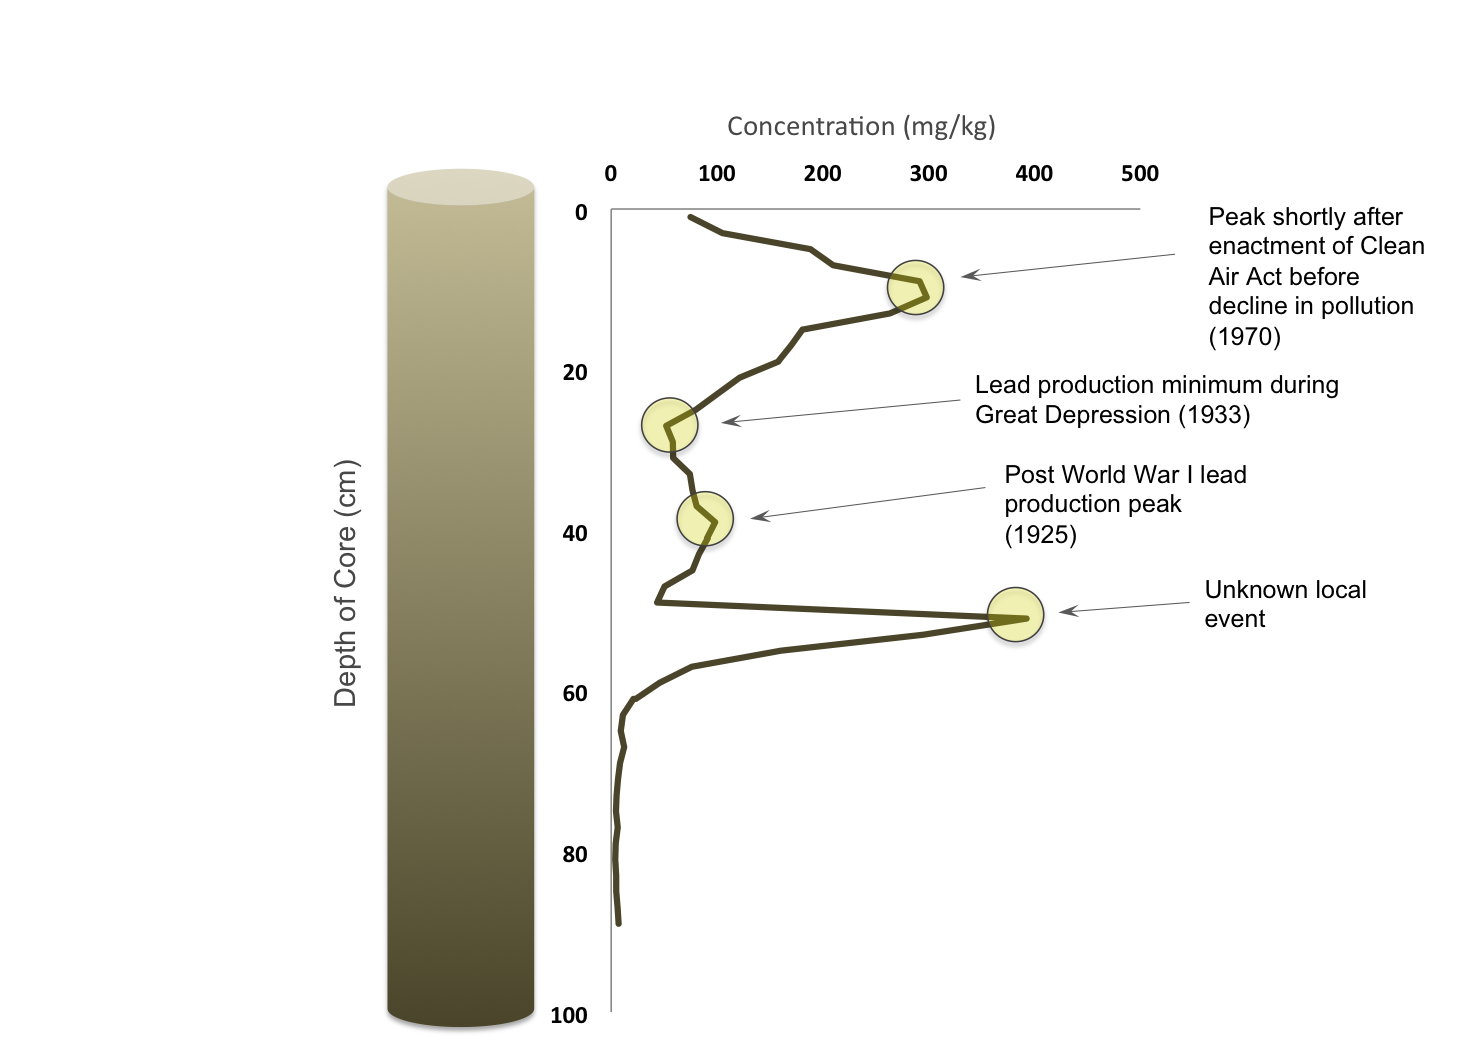 Concentration (mg/kg)
0 100 200 300 400 500
0
20
40
60
80
100
Depth of Core (cm)
Peak shortly after
enactment of Clean
Air Act before
decline in pollution
(1970)
Lead production minimum during
Great Depression (1933)
Post World War I lead
production peak
(1925)
Unknown local
event